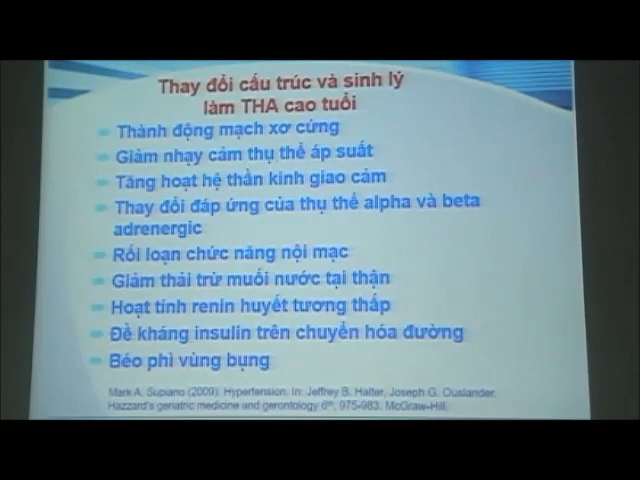 Thay đổi cấu trúc và sinh lý
làm THA cao tuổi
Thành động mạch xơ cứng
Giảm nhạy cảm thụ thể áp suất
Tăng hoạt hệ thần kinh giao cảm
Thay đổi đáp ứng của thụ thể alpha và beta
adrenergic
Rối loạn chức năng nội mạc
Giảm thải trừ muối nước tại thận
Hoạt tính renin huyết tương thấp
Đề kháng insulin trên chuyển hóa đường
Béo phì vùng bụng
Mark A. Supiano (2009). Hypertension. In: Jeffrey B. Halter, Joseph G. Ouslander.
Hazzard's geriatric medicine and gerontology 6th, 975-983. McGraw-Hill.